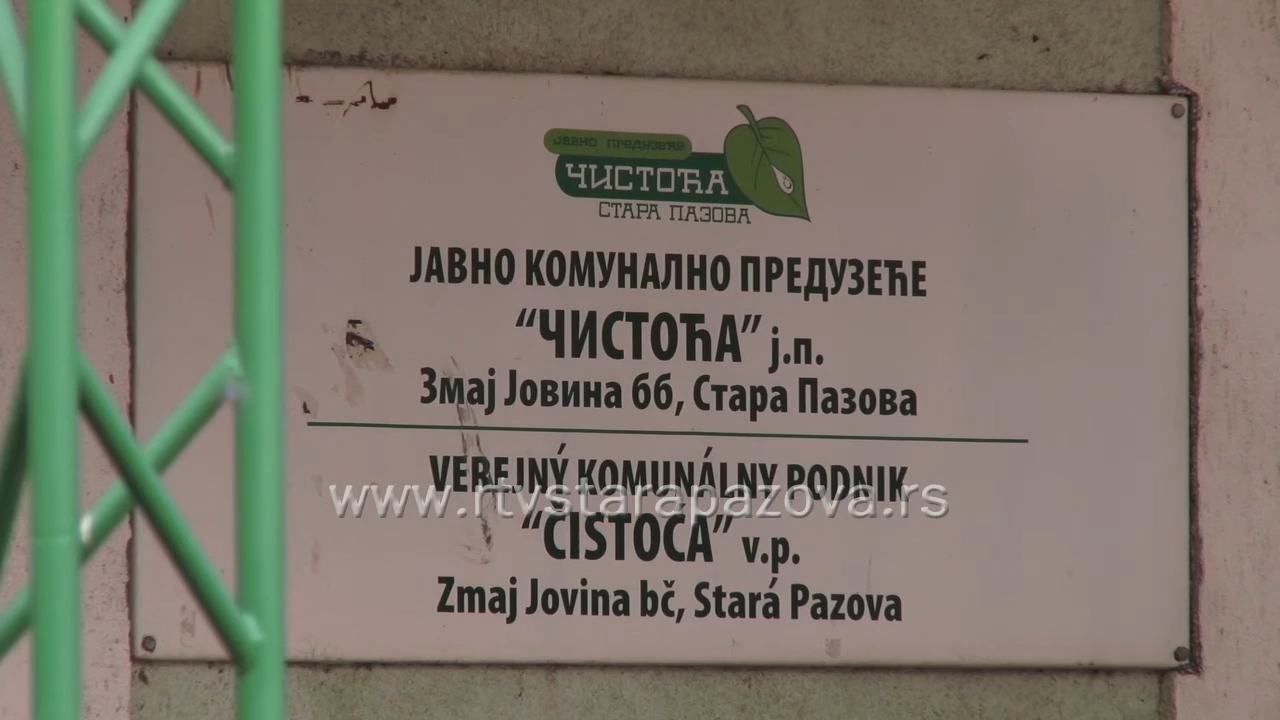 ЈАВНО ПРЕДУЗЕЋЕ
ЧИСТОЋА
СТАРА ПАЗОВА
ЈАВНО КОМУНАЛНО ПРЕДУЗЕЋЕ
“ЧИСТОЋА” ј.п.
Змај Јовина бб, Стара Пазова
VEREJNÝ KOMUNÁLNY PODNIK
www.rtvstarapazova.rs
“ČISTOĆA” v.p.
Zmaj Jovina bč, Stará Pazova